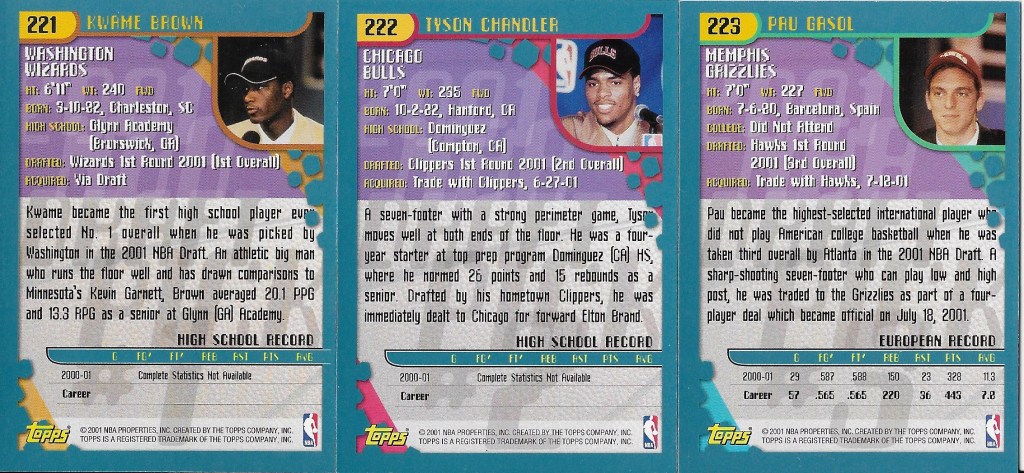 221 KWAME BROWN
WASHINGTON
WIZARDS
HT: 6'11" WT: 240 FWD
BORN: 3-10-82, Charleston, SC
HIGH SCHOOL: Glynn Academy
(Brunswick, GA)
DRAFTED: Wizards 1st Round 2001 (1st Overall)
ACQUIRED: Via Draft
Kwame became the first high school player ever
selected No. 1 overall when he was picked by
Washington in the 2001 NBA Draft. An athletic big man
who runs the floor well and has drawn comparisons to
Minnesota's Kevin Garnett, Brown averaged 20.1 PPG
and 13.3 RPG as a senior at Glynn (GA) Academy.
HIGH SCHOOL RECORD
G FG% FT% REB AST PTS AVG
2000-01 Complete Statistics Not Available
Career
Topps
© 2001 NBA PROPERTIES, INC. CREATED BY THE TOPPS COMPANY, INC.
TOPPS IS A REGISTERED TRADEMARK OF THE TOPPS COMPANY, INC.
NBA
222 TYSON CHANDLER
CHICAGO
BULLS
HT: 7'0" WT: 235 FWD
BORN: 10-2-82, Hanford, CA
HIGH SCHOOL: Dominguez
(Compton, CA)
DRAFTED: Clippers 1st Round 2001 (2nd Overall)
ACQUIRED: Trade with Clippers, 6-27-01
BULLS
A seven-footer with a strong perimeter game, Tyson
moves well at both ends of the floor. He was a four-
year starter at top prep program Dominguez (CA) HS,
where he normed 26 points and 15 rebounds as a
senior. Drafted by his hometown Clippers, he was
immediately dealt to Chicago for forward Elton Brand.
HIGH SCHOOL RECORD
G FG% FT% REB AST PTS AVG
2000-01 Complete Statistics Not Available
Career
Topps
© 2001 NBA PROPERTIES, INC. CREATED BY THE TOPPS COMPANY, INC.
TOPPS IS A REGISTERED TRADEMARK OF THE TOPPS COMPANY, INC.
NBA
223 PAU GASOL
MEMPHIS
GRIZZLIES
HT: 7'0" WT: 227 FWD
BORN: 7-6-80, Barcelona, Spain
COLLEGE: Did Not Attend
DRAFTED: Hawks 1st Round
2001 (3rd Overall)
ACQUIRED: Trade with Hawks, 7-18-01
Pau became the highest-selected international player who
did not play American college basketball when he was
taken third overall by Atlanta in the 2001 NBA Draft. A
sharp-shooting seven-footer who can play low and high
post, he was traded to the Grizzlies as part of a four-
player deal which became official on July 18, 2001.
EUROPEAN RECORD
G FG% FT% REB AST PTS AVG
2000-01 29 .587 .588 150 23 328 11.3
Career 57 .565 .565 220 36 443 7.8
Topps
© 2001 NBA PROPERTIES, INC. CREATED BY THE TOPPS COMPANY, INC.
TOPPS IS A REGISTERED TRADEMARK OF THE TOPPS COMPANY, INC.
NBA